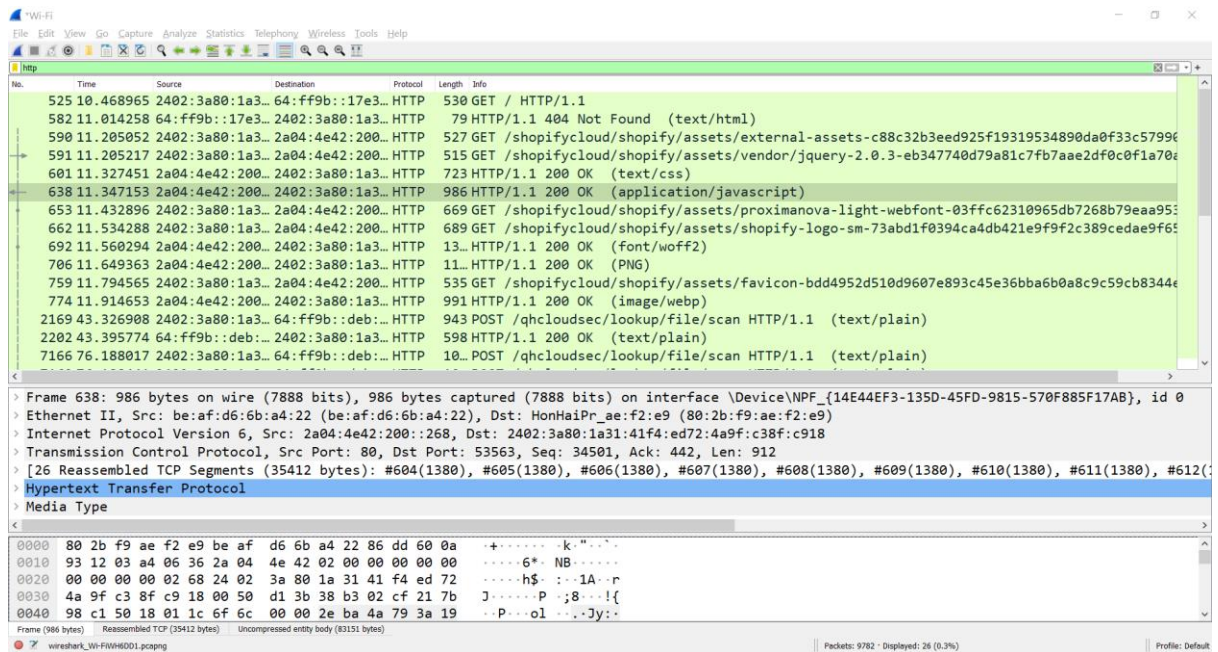 *Wi-Fi
File Edit View Go Capture Analyze Statistics Telephony Wireless Tools Help
http
No. Time Source Destination Protocol Length Info
525 10.468965 2402:3a80:1a3… 64:ff9b::17e3… HTTP 530 GET / HTTP/1.1
582 11.014258 64:ff9b::17e3… 2402:3a80:1a3… HTTP 79 HTTP/1.1 404 Not Found (text/html)
590 11.205052 2402:3a80:1a3… 2a04:4e42:200… HTTP 527 GET /shopifycloud/shopify/assets/external-assets-c88c32b3eed925f19319534890da0f33c5799
591 11.205217 2402:3a80:1a3… 2a04:4e42:200… HTTP 515 GET /shopifycloud/shopify/assets/vendor/jquery-2.0.3-eb347740d79a81c7fb7aae2df0c0f1a70
601 11.327451 2a04:4e42:200… 2402:3a80:1a3… HTTP 723 HTTP/1.1 200 OK (text/css)
638 11.347153 2a04:4e42:200… 2402:3a80:1a3… HTTP 986 HTTP/1.1 200 OK (application/javascript)
653 11.432896 2402:3a80:1a3… 2a04:4e42:200… HTTP 669 GET /shopifycloud/shopify/assets/proximanova-light-webfont-03ffc62310965db7268b79eaa95
662 11.534288 2402:3a80:1a3… 2a04:4e42:200… HTTP 689 GET /shopifycloud/shopify/assets/shopify-logo-sm-73abd1f0394ca4db421e9f9f2c389cedae9f6
692 11.560294 2a04:4e42:200… 2402:3a80:1a3… HTTP 13… HTTP/1.1 200 OK (font/woff2)
706 11.649363 2a04:4e42:200… 2402:3a80:1a3… HTTP 11… HTTP/1.1 200 OK (PNG)
759 11.794565 2402:3a80:1a3… 2a04:4e42:200… HTTP 535 GET /shopifycloud/shopify/assets/favicon-bdd4952d510d9607e893c45e36bba6b0a8c9c59cb8344
774 11.914653 2a04:4e42:200… 2402:3a80:1a3… HTTP 991 HTTP/1.1 200 OK (image/webp)
2169 43.326908 2402:3a80:1a3… 64:ff9b::deb:… HTTP 943 POST /qhcloudsec/lookup/file/scan HTTP/1.1 (text/plain)
2202 43.395774 64:ff9b::deb:… 2402:3a80:1a3… HTTP 598 HTTP/1.1 200 OK (text/plain)
7166 76.188017 2402:3a80:1a3… 64:ff9b::deb:… HTTP 10… POST /qhcloudsec/lookup/file/scan HTTP/1.1 (text/plain)
> Frame 638: 986 bytes on wire (7888 bits), 986 bytes captured (7888 bits) on interface \Device\NPF_{14E44EF3-135D-45FD-9815-570F885F17AB}, id 0
> Ethernet II, Src: be:af:d6:6b:a4:22 (be:af:d6:6b:a4:22), Dst: HonHaiPr_ae:f2:e9 (80:2b:f9:ae:f2:e9)
> Internet Protocol Version 6, Src: 2a04:4e42:200::268, Dst: 2402:3a80:1a31:41f4:ed72:4a9f:c38f:c918
> Transmission Control Protocol, Src Port: 80, Dst Port: 53563, Seq: 34501, Ack: 442, Len: 912
> [26 Reassembled TCP Segments (35412 bytes): #604(1380), #605(1380), #606(1380), #607(1380), #608(1380), #609(1380), #610(1380), #611(1380), #612(
> Hypertext Transfer Protocol
> Media Type
0000 80 2b f9 ae f2 e9 be af d6 6b a4 22 86 dd 60 0a ·+······ ·k·"··`·
0010 93 12 03 a4 06 36 2a 04 4e 42 02 00 00 00 00 00 ·····6*· NB······
0020 00 00 00 00 02 68 24 02 3a 80 1a 31 41 f4 ed 72 ·····h$· :··1A··r
0030 4a 9f c3 8f c9 18 00 50 d1 3b 38 b3 02 cf 21 7b J······P ·;8···!{
0040 98 c1 50 18 01 1c 6f 6c 00 00 2e ba 4a 79 3a 19 ··P···ol ··.·Jy:·
Frame (986 bytes) Reassembled TCP (35412 bytes) Uncompressed entity body (83151 bytes)
wireshark_Wi-FiWH6DD1.pcapng Packets: 9782 · Displayed: 26 (0.3%) Profile: Default